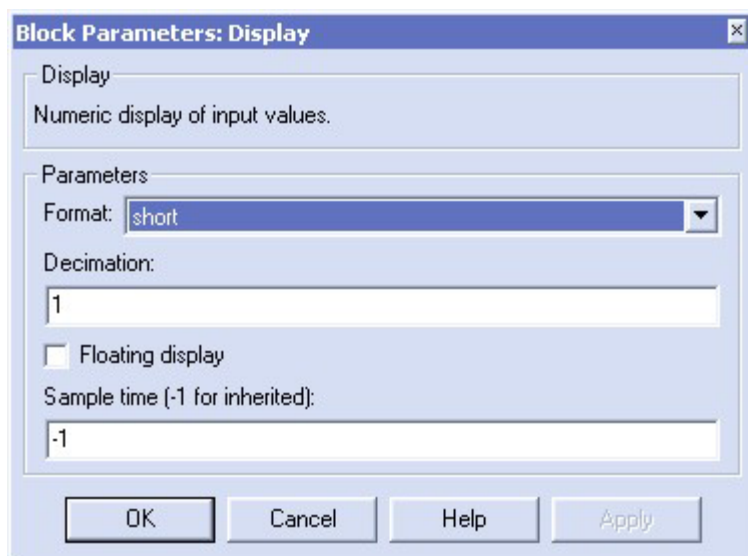 Block Parameters: Display
Display
Numeric display of input values.
Parameters
Format: short
Decimation:
1
Floating display
Sample time (-1 for inherited):
-1
OK Cancel Help Apply